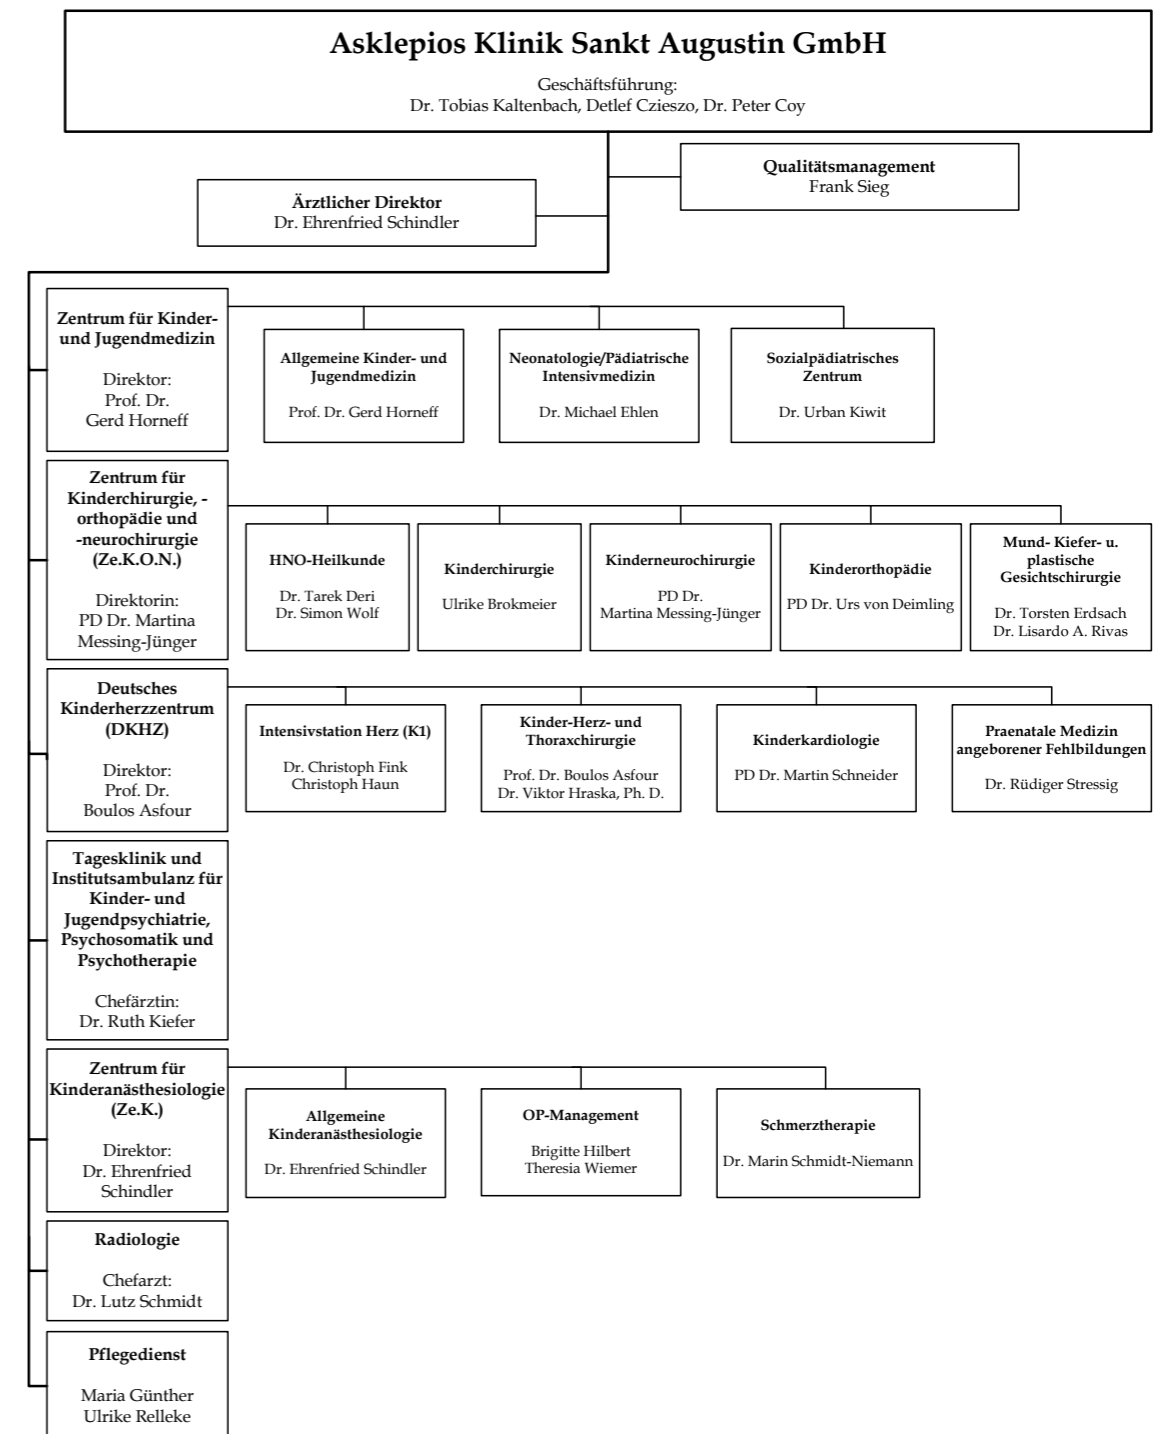 Asklepios Klinik Sankt Augustin GmbH
Geschäftsführung:
Dr. Tobias Kaltenbach, Detlef Czieszo, Dr. Peter Coy
Qualitätsmanagement
Frank Sieg
Ärztlicher Direktor
Dr. Ehrenfried Schindler
Zentrum für Kinder-
und Jugendmedizin
Direktor:
Prof. Dr.
Gerd Horneff
Allgemeine Kinder- und
Jugendmedizin
Prof. Dr. Gerd Horneff
Neonatologie/Pädiatrische
Intensivmedizin
Dr. Michael Ehlen
Sozialpädiatrisches
Zentrum
Dr. Urban Kiwit
Zentrum für
Kinderchirurgie, -
orthopädie und
-neurochirurgie
(Ze.K.O.N.)
Direktorin:
PD Dr. Martina
Messing-Jünger
HNO-Heilkunde
Dr. Tarek Deri
Dr. Simon Wolf
Kinderchirurgie
Ulrike Brokmeier
Kinderneurochirurgie
PD Dr.
Martina Messing-Jünger
Kinderorthopädie
PD Dr. Urs von Deimling
Mund- Kiefer- u.
plastische
Gesichtschirurgie
Dr. Torsten Erdsach
Dr. Lisardo A. Rivas
Deutsches
Kinderherzzentrum
(DKHZ)
Direktor:
Prof. Dr.
Boulos Asfour
Intensivstation Herz (K1)
Dr. Christoph Fink
Christoph Haun
Kinder-Herz- und
Thoraxchirurgie
Prof. Dr. Boulos Asfour
Dr. Viktor Hraska, Ph. D.
Kinderkardiologie
PD Dr. Martin Schneider
Praenatale Medizin
angeborener Fehlbildungen
Dr. Rüdiger Stressig
Tagesklinik und
Institutsambulanz für
Kinder- und
Jugendpsychiatrie,
Psychosomatik und
Psychotherapie
Chefärztin:
Dr. Ruth Kiefer
Zentrum für
Kinderanästhesiologie
(Ze.K.)
Direktor:
Dr. Ehrenfried
Schindler
Allgemeine
Kinderanästhesiologie
Dr. Ehrenfried Schindler
OP-Management
Brigitte Hilbert
Theresia Wiemer
Schmerztherapie
Dr. Marin Schmidt-Niemann
Radiologie
Chefarzt:
Dr. Lutz Schmidt
Pflegedienst
Maria Günther
Ulrike Relleke